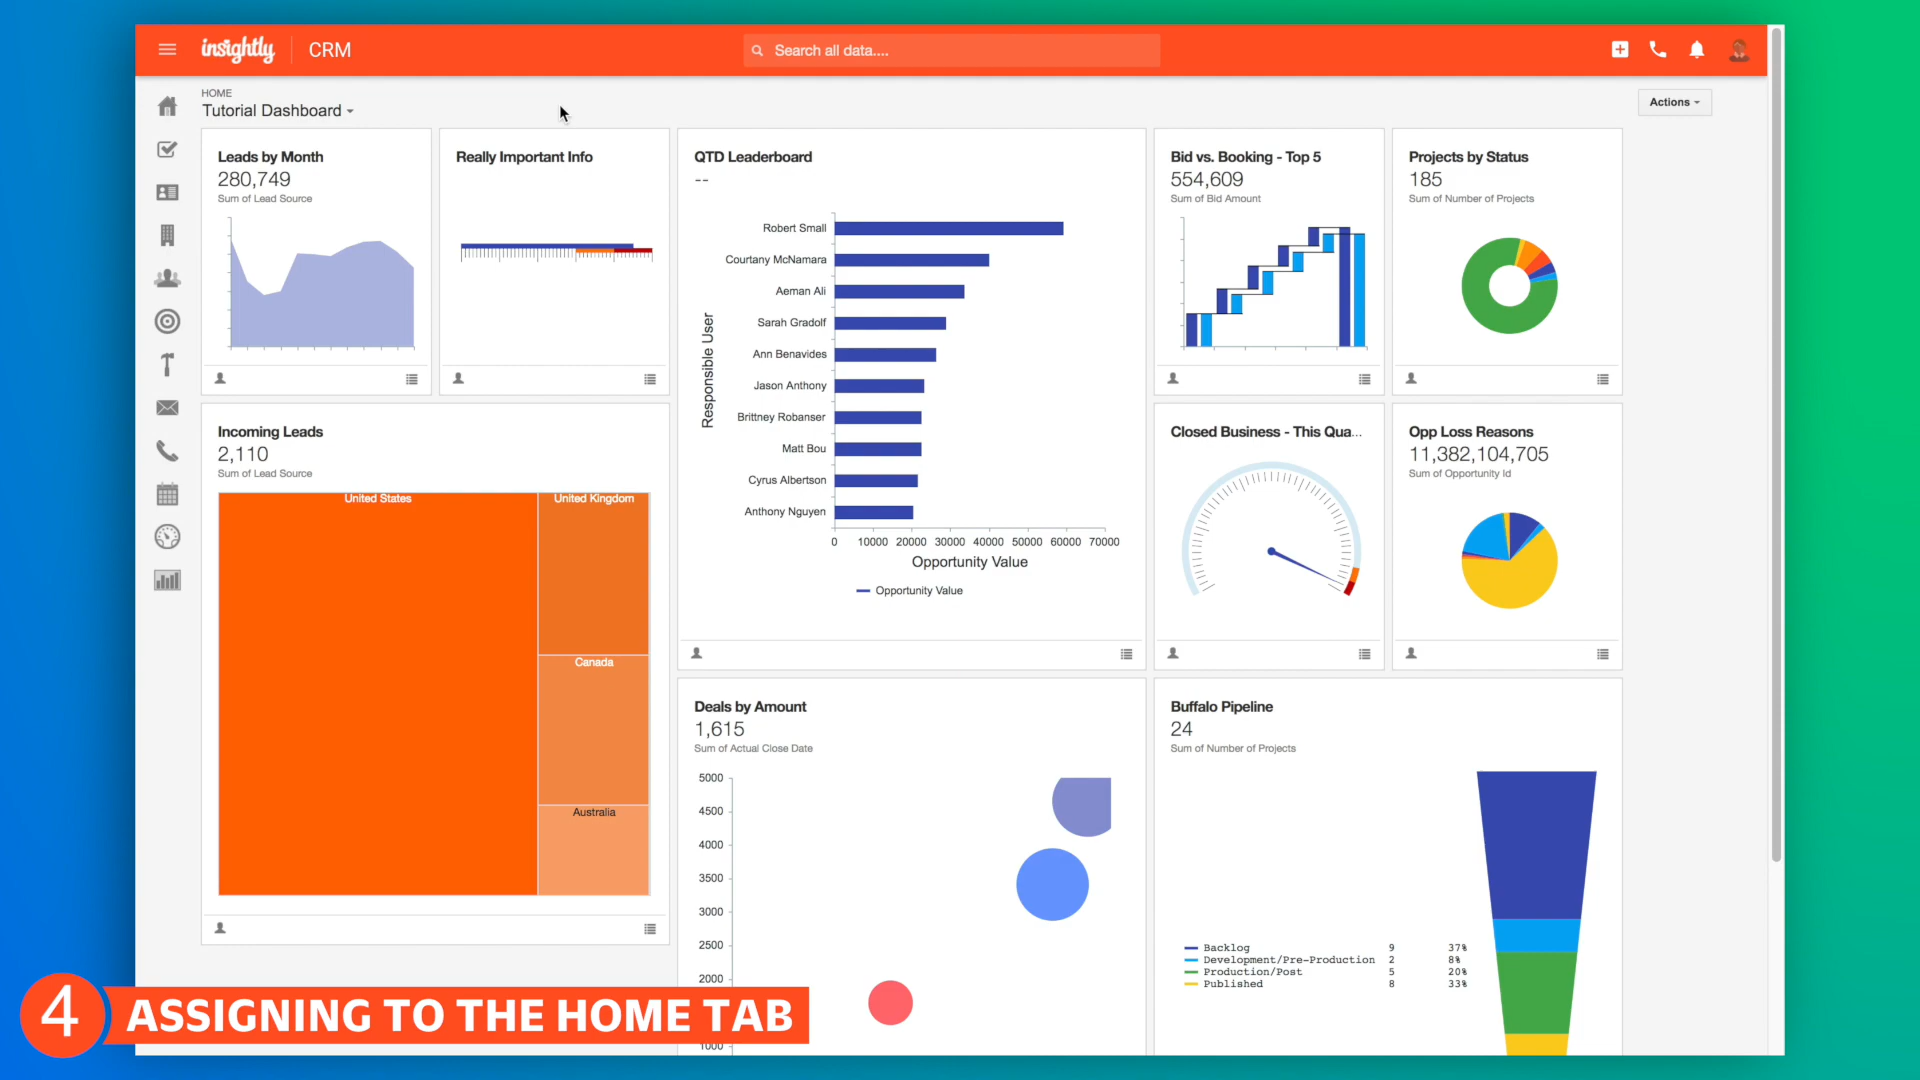 insightly CRM
Search all data....
HOME
Tutorial Dashboard
Actions
Leads by Month
280,749
Sum of Lead Source
Really Important Info
QTD Leaderboard
--
Responsible User
Robert Small
Courtany McNamara
Aeman Ali
Sarah Gradolf
Ann Benavides
Jason Anthony
Brittney Robanser
Matt Bou
Cyrus Albertson
Anthony Nguyen
0 10000 20000 30000 40000 50000 60000 70000
Opportunity Value
Opportunity Value
Bid vs. Booking - Top 5
554,609
Sum of Bid Amount
Projects by Status
185
Sum of Number of Projects
Incoming Leads
2,110
Sum of Lead Source
United States
United Kingdom
Canada
Australia
Closed Business - This Qua...
Opp Loss Reasons
11,382,104,705
Sum of Opportunity Id
Deals by Amount
1,615
Sum of Actual Close Date
5000
4500
4000
3500
3000
2500
2000
1000
Buffalo Pipeline
24
Sum of Number of Projects
Backlog 9 37%
Development/Pre-Production 2 8%
Production/Post 5 20%
Published 8 33%
4 ASSIGNING TO THE HOME TAB